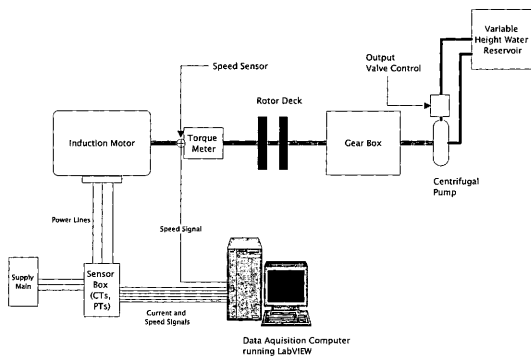 Variable
Height Water
Reservoir
Output
Valve Control
Speed Sensor
Rotor Deck
Induction Motor
Torque
Meter
Gear Box
Centrifugal
Pump
Power Lines
Speed Signal
Supply
Main
Sensor
Box
(CTs,
PTs)
Current and
Speed Signals
Data Aquisition Computer
running LabVIEW